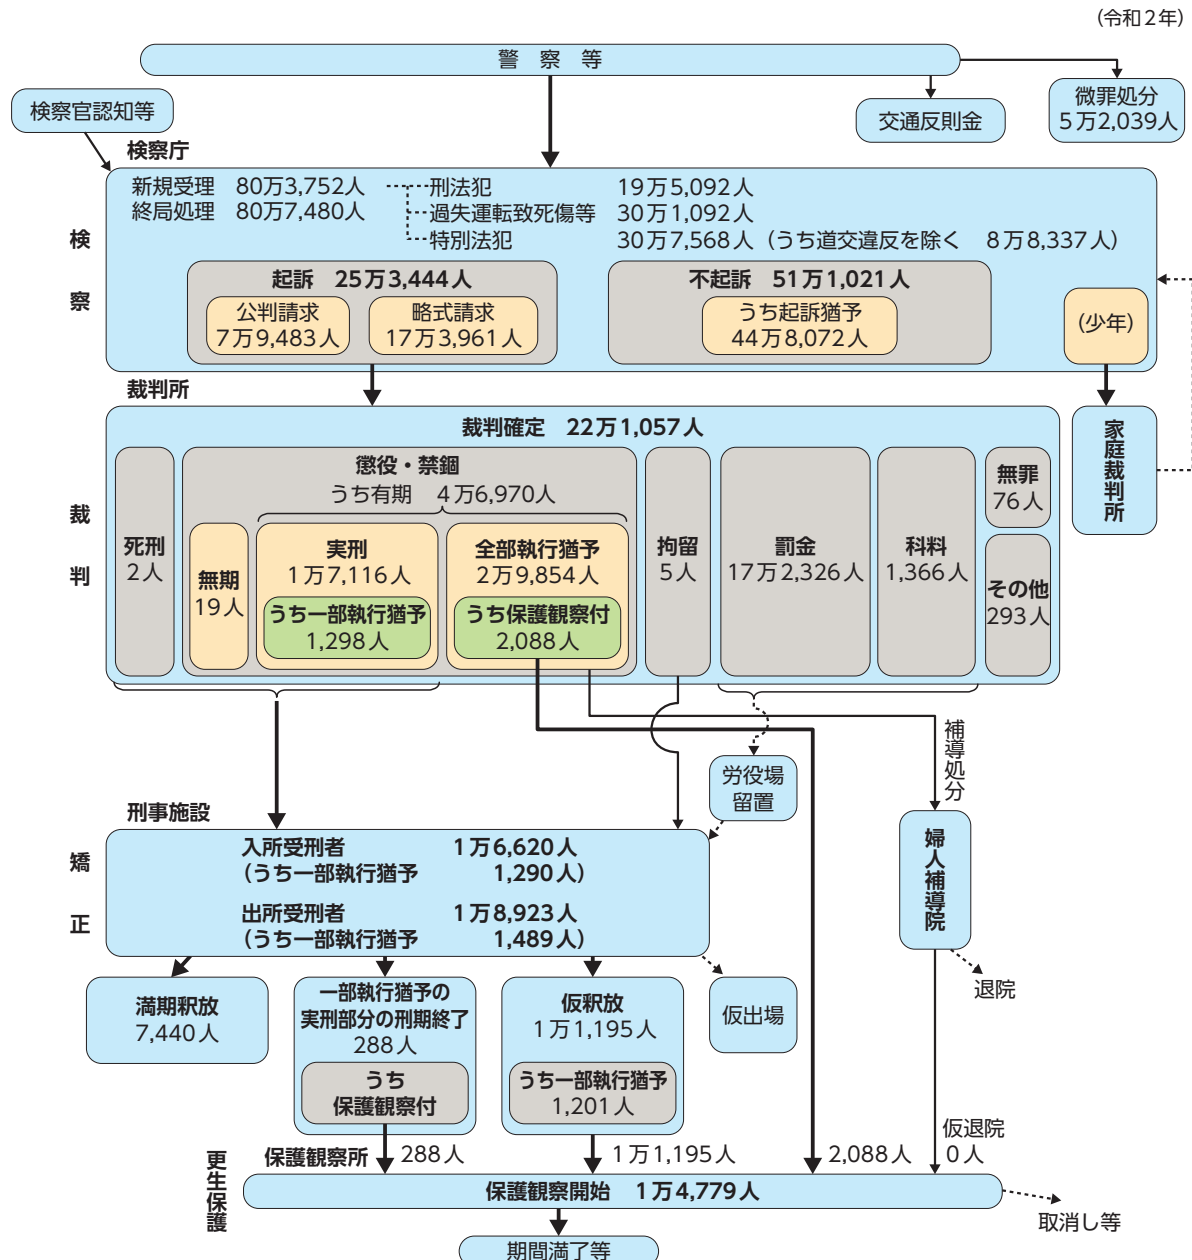 (令和2年)
警察等
検察官認知等
交通反則金
微罪処分
5万2,039人
検察庁
検察
新規受理 80万3,752人
終局処理 80万7,480人
刑法犯 19万5,092人
過失運転致死傷等 30万1,092人
特別法犯 30万7,568人（うち道交違反を除く 8万8,337人）
起訴 25万3,444人
公判請求
7万9,483人
略式請求
17万3,961人
不起訴 51万1,021人
うち起訴猶予
44万8,072人
(少年)
家庭裁判所
裁判所
裁判
裁判確定 22万1,057人
死刑
2人
懲役・禁錮
うち有期 4万6,970人
無期
19人
実刑
1万7,116人
うち一部執行猶予
1,298人
全部執行猶予
2万9,854人
うち保護観察付
2,088人
拘留
5人
罰金
17万2,326人
科料
1,366人
無罪
76人
その他
293人
労役場
留置
補導処分
婦人補導院
刑事施設
矯正
入所受刑者 1万6,620人
(うち一部執行猶予 1,290人)
出所受刑者 1万8,923人
(うち一部執行猶予 1,489人)
満期釈放
7,440人
一部執行猶予の
実刑部分の刑期終了
288人
うち
保護観察付
仮釈放
1万1,195人
うち一部執行猶予
1,201人
仮出場
退院
更生保護
保護観察所
288人
1万1,195人
2,088人
仮退院
0人
保護観察開始 1万4,779人
取消し等
期間満了等